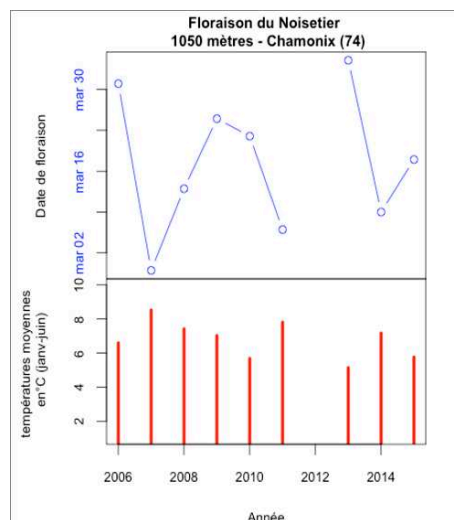 Floraison du Noisetier
1050 mètres - Chamonix (74)
Date de floraison
mar 30
mar 16
mar 02
températures moyennes
en°C (janv-juin)
10
8
6
4
2
2006
2008
2010
2012
2014
Année